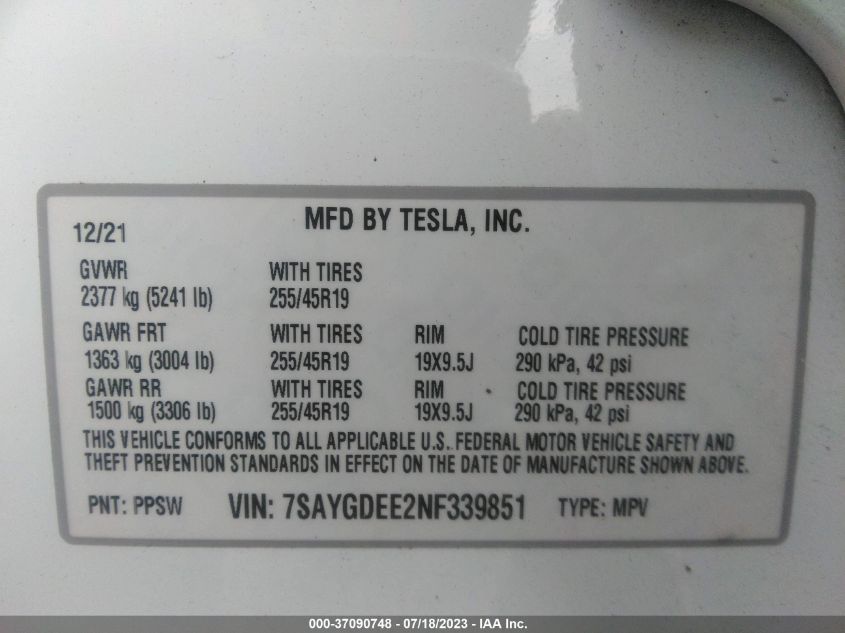 12/21 MFD BY TESLA, INC.
GVWR WITH TIRES
2377 kg (5241 lb) 255/45R19
GAWR FRT WITH TIRES RIM COLD TIRE PRESSURE
1363 kg (3004 lb) 255/45R19 19X9.5J 290 kPa, 42 psi
GAWR RR WITH TIRES RIM COLD TIRE PRESSURE
1500 kg (3306 lb) 255/45R19 19X9.5J 290 kPa, 42 psi
THIS VEHICLE CONFORMS TO ALL APPLICABLE U.S. FEDERAL MOTOR VEHICLE SAFETY AND
THEFT PREVENTION STANDARDS IN EFFECT ON THE DATE OF MANUFACTURE SHOWN ABOVE.
PNT: PPSW VIN: 7SAYGDEE2NF339851 TYPE: MPV
000-37090748 - 07/18/2023 - IAA Inc.